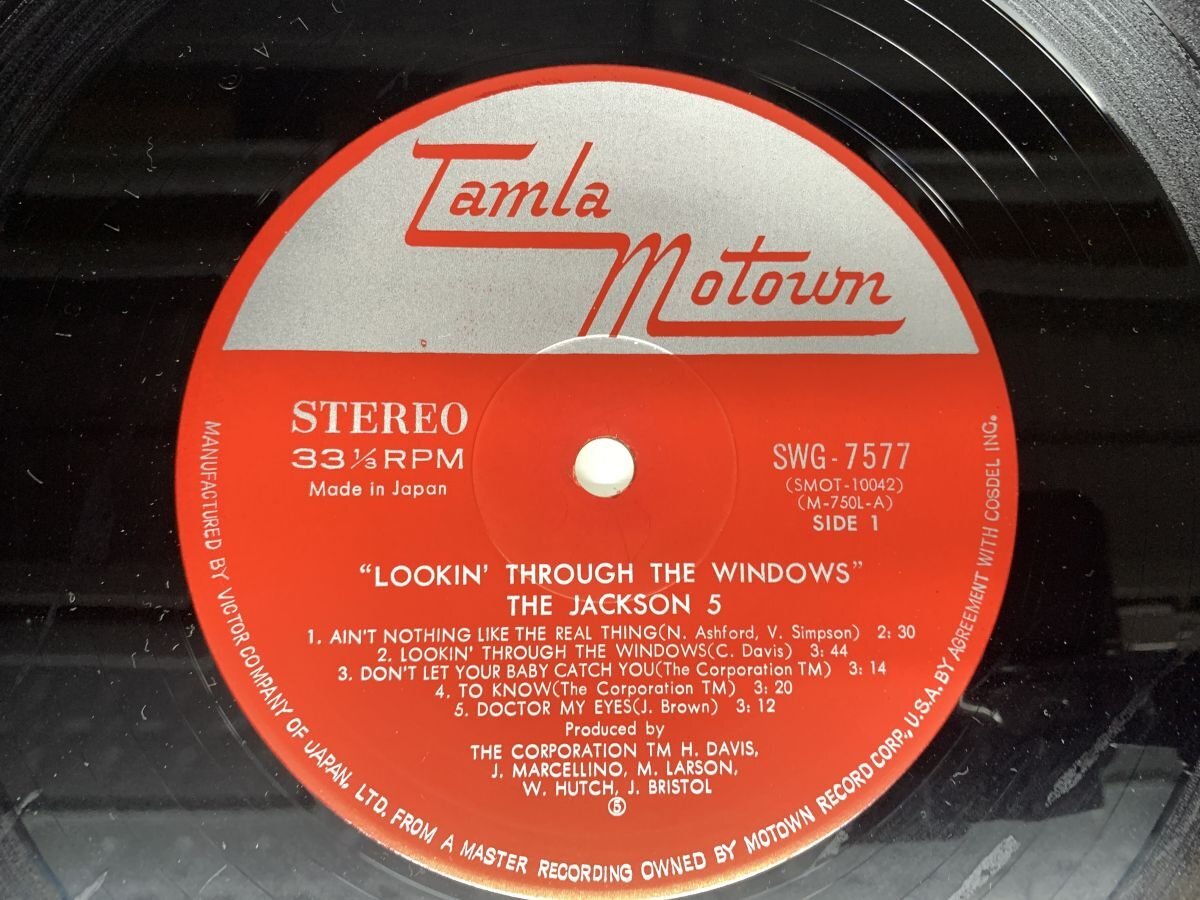 Tamla
Motown
STEREO
33 1/3 RPM
Made in Japan
SWG-7577
(SMOT-10042)
(M-750L-A)
SIDE 1
“LOOKIN’ THROUGH THE WINDOWS”
THE JACKSON 5
1. AIN'T NOTHING LIKE THE REAL THING(N. Ashford, V. Simpson) 2: 30
2. LOOKIN' THROUGH THE WINDOWS(C. Davis) 3: 44
3. DON'T LET YOUR BABY CATCH YOU(The Corporation TM) 3: 14
4. TO KNOW(The Corporation TM) 3: 20
5. DOCTOR MY EYES(J. Brown) 3: 12
Produced by
THE CORPORATION TM H. DAVIS,
J. MARCELLINO, M. LARSON,
W. HUTCH, J. BRISTOL
MANUFACTURED BY VICTOR COMPANY OF JAPAN, LTD. FROM A MASTER RECORDING OWNED BY MOTOWN RECORD CORP., U.S.A. BY AGREEMENT WITH COSDEL INC.